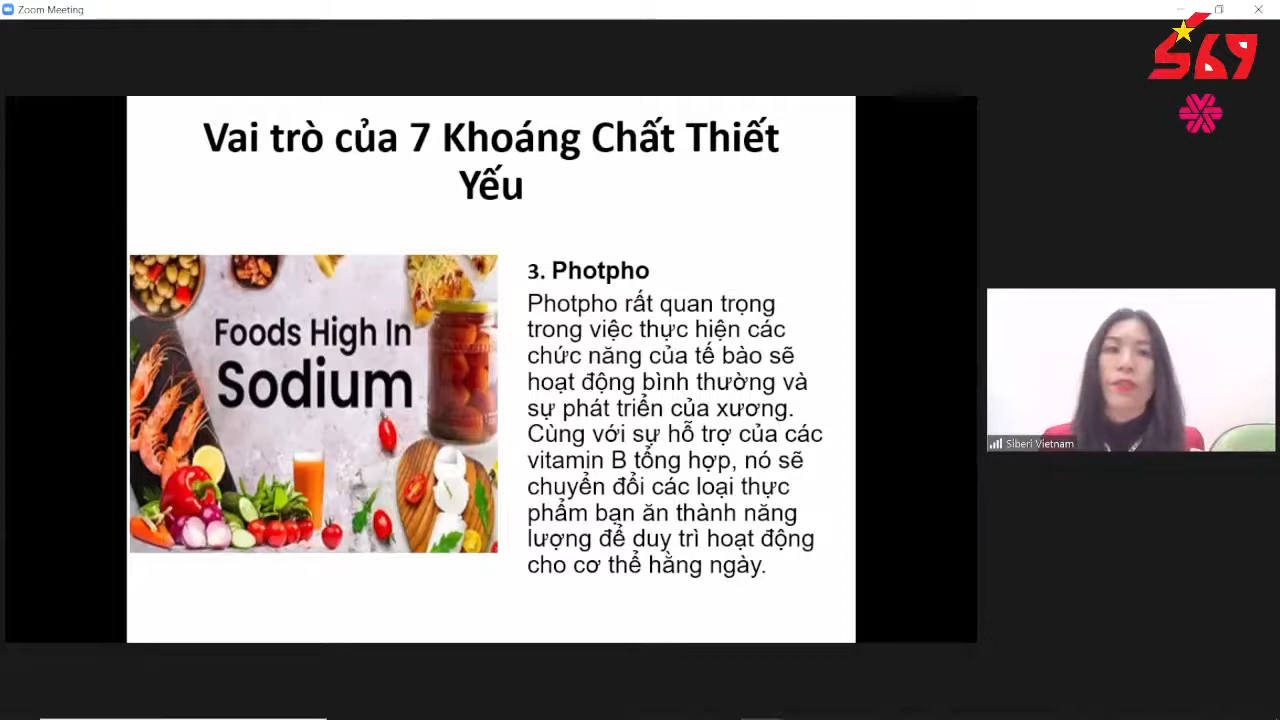 Zoom Meeting
S69
Vai trò của 7 Khoáng Chất Thiết
Yếu
Foods High In
Sodium
3. Photpho
Photpho rất quan trọng
trong việc thực hiện các
chức năng của tế bào sẽ
hoạt động bình thường và
sự phát triển của xương.
Cùng với sự hỗ trợ của các
vitamin B tổng hợp, nó sẽ
chuyển đổi các loại thực
phẩm bạn ăn thành năng
lượng để duy trì hoạt động
cho cơ thể hằng ngày.
Siberi Vietnam